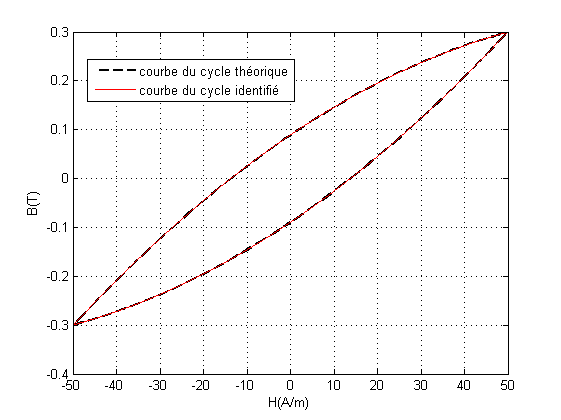 0.3
0.2
0.1
0
-0.1
-0.2
-0.3
-0.4
B(T)
courbe du cycle théorique
courbe du cycle identifié
-50 -40 -30 -20 -10 0 10 20 30 40 50
H(A/m)